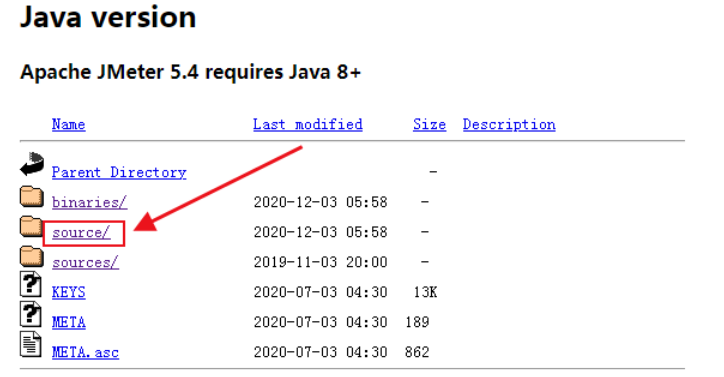 Java version
Apache JMeter 5.4 requires Java 8+
Name Last modified Size Description
Parent Directory -
binaries/ 2020-12-03 05:58 -
source/ 2020-12-03 05:58 -
sources/ 2019-11-03 20:00 -
KEYS 2020-07-03 04:30 13K
META 2020-07-03 04:30 189
META.asc 2020-07-03 04:30 862